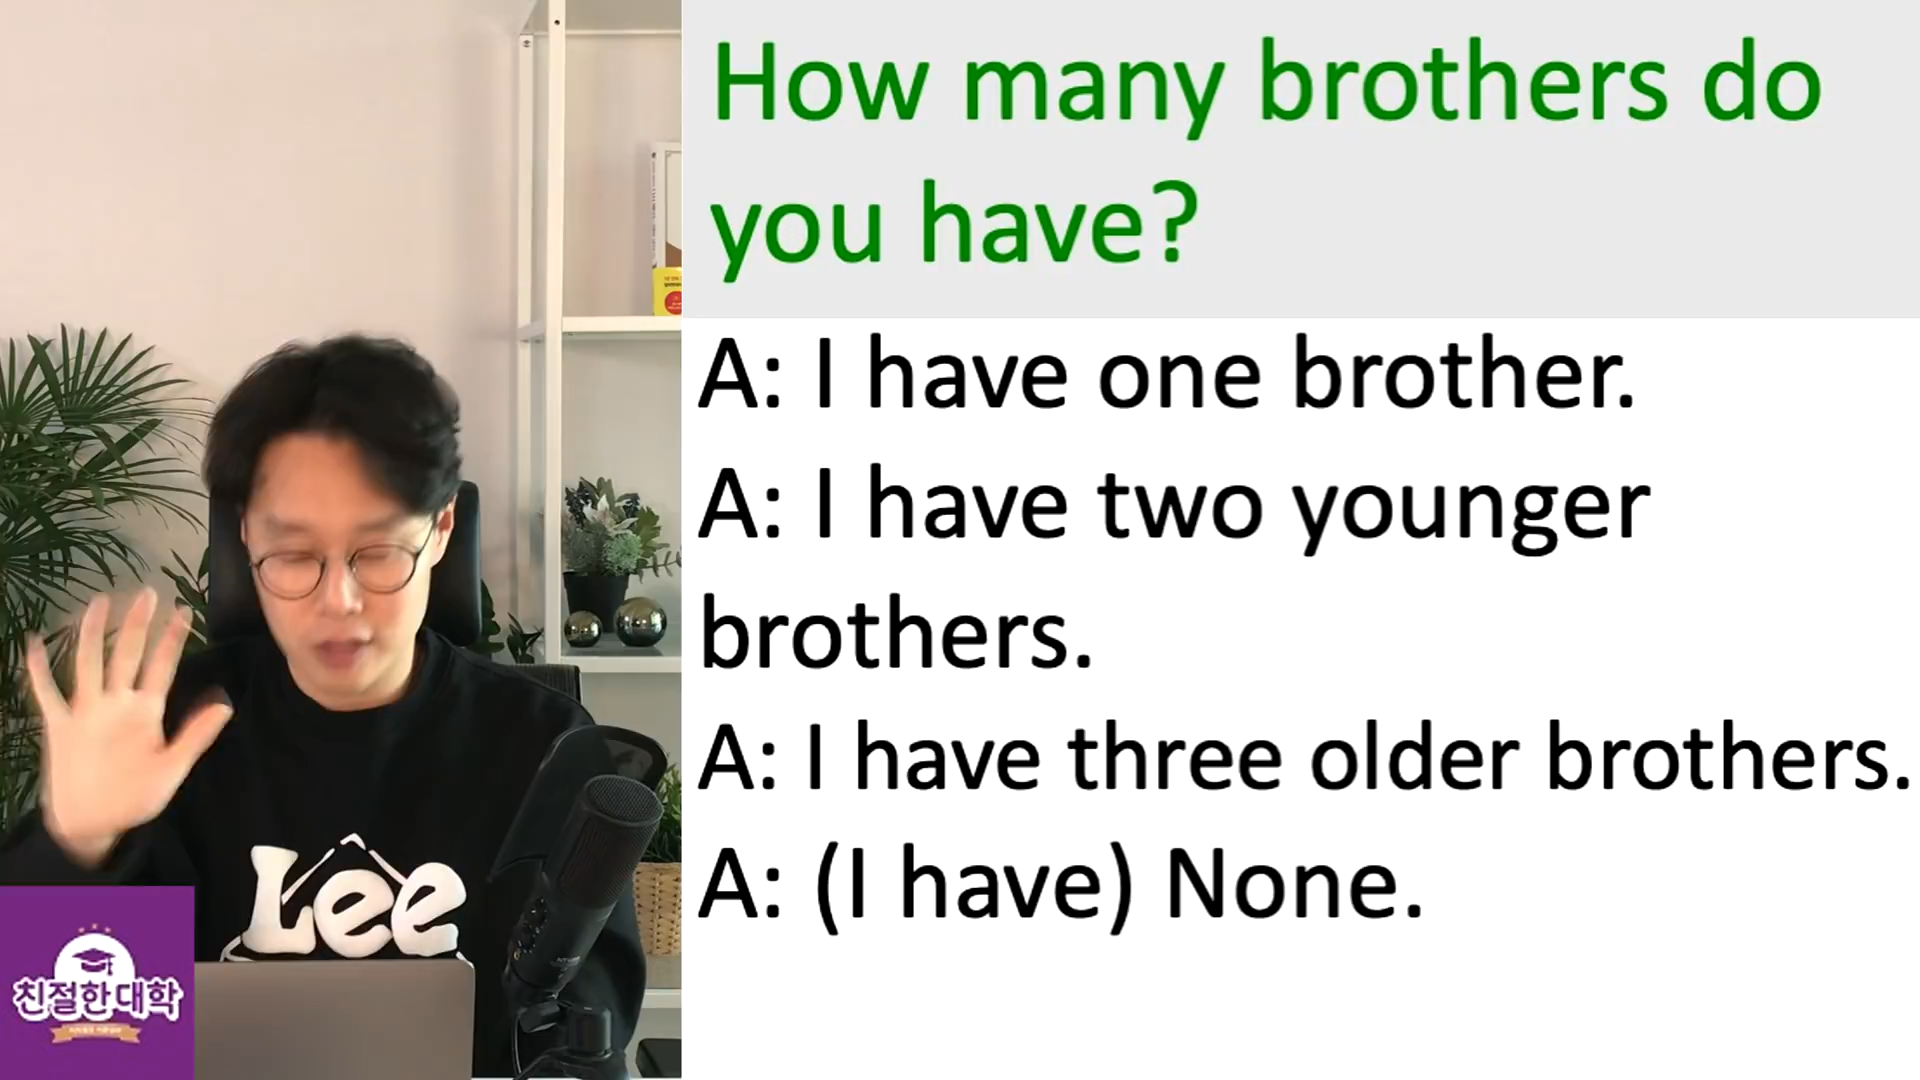 How many brothers do
you have?
A: I have one brother.
A: I have two younger
brothers.
A: I have three older brothers.
A: (I have) None.
Lee
친절한대학